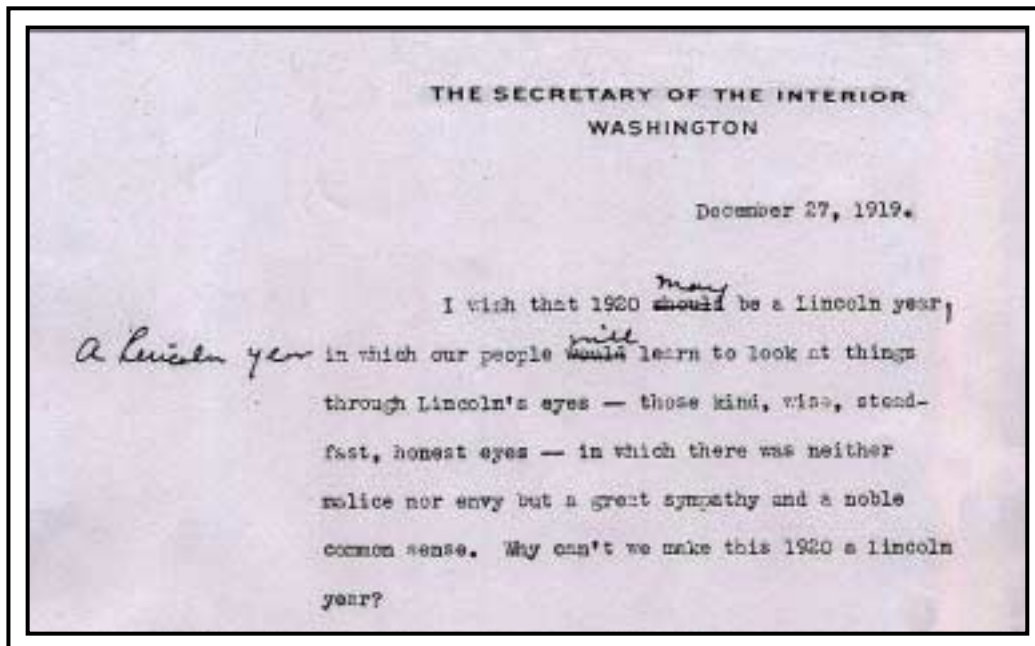 THE SECRETARY OF THE INTERIOR
WASHINGTON
December 27, 1919.
may
I wish that 1920 should be a Lincoln year,
will
A Lincoln year in which our people would learn to look at things
through Lincoln's eyes — those kind, wise, stead-
fast, honest eyes — in which there was neither
malice nor envy but a great sympathy and a noble
common sense. Why can't we make this 1920 a Lincoln
year?